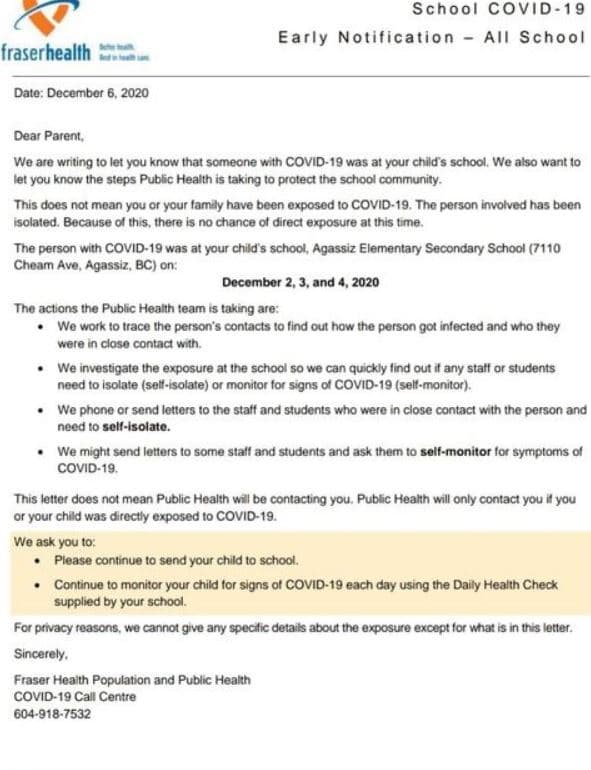 School COVID-19
Early Notification – All School
fraserhealth
Better health.
Best in health care.
Date: December 6, 2020
Dear Parent,
We are writing to let you know that someone with COVID-19 was at your child's school. We also want to
let you know the steps Public Health is taking to protect the school community.
This does not mean you or your family have been exposed to COVID-19. The person involved has been
isolated. Because of this, there is no chance of direct exposure at this time.
The person with COVID-19 was at your child's school, Agassiz Elementary Secondary School (7110
Cheam Ave, Agassiz, BC) on:
December 2, 3, and 4, 2020
The actions the Public Health team is taking are:
• We work to trace the person's contacts to find out how the person got infected and who they
were in close contact with.
• We investigate the exposure at the school so we can quickly find out if any staff or students
need to isolate (self-isolate) or monitor for signs of COVID-19 (self-monitor).
• We phone or send letters to the staff and students who were in close contact with the person and
need to self-isolate.
• We might send letters to some staff and students and ask them to self-monitor for symptoms of
COVID-19.
This letter does not mean Public Health will be contacting you. Public Health will only contact you if you
or your child was directly exposed to COVID-19.
We ask you to:
• Please continue to send your child to school.
• Continue to monitor your child for signs of COVID-19 each day using the Daily Health Check
supplied by your school.
For privacy reasons, we cannot give any specific details about the exposure except for what is in this letter.
Sincerely,
Fraser Health Population and Public Health
COVID-19 Call Centre
604-918-7532